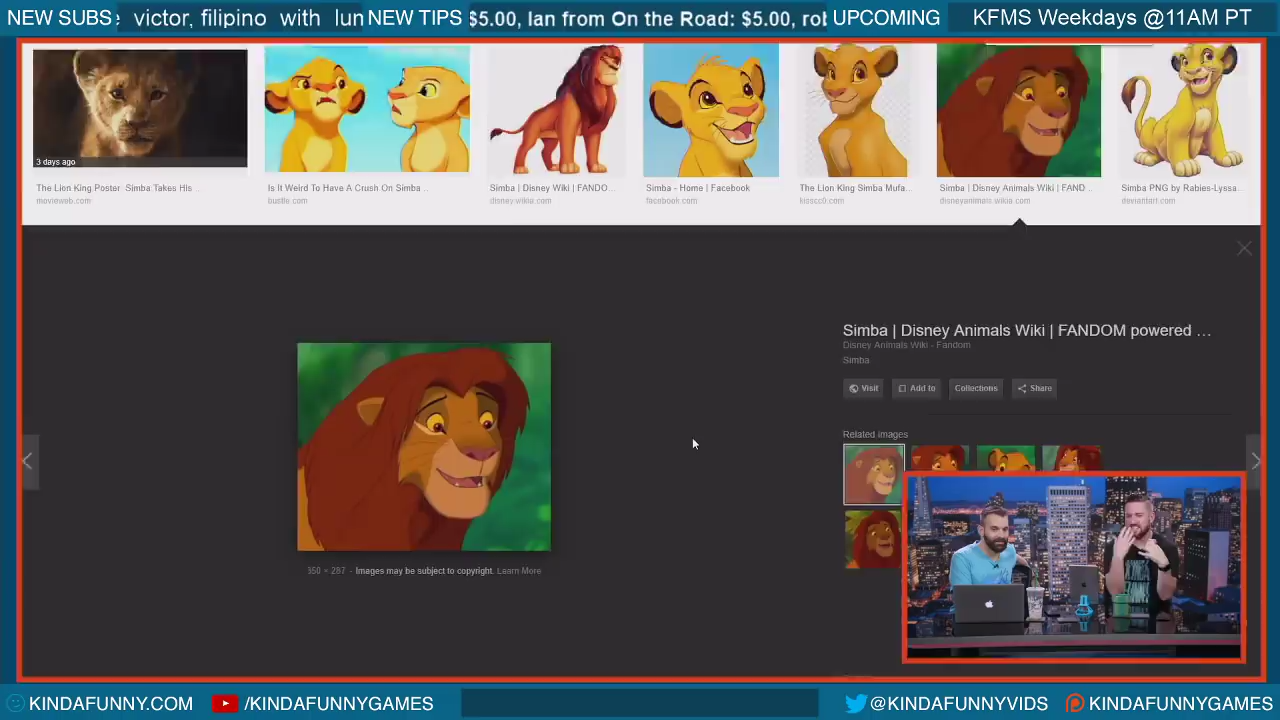 NEW SUBS
victor, filipino with lun
NEW TIPS
$5.00, Ian from On the Road: $5.00, rob
UPCOMING
KFMS Weekdays @11AM PT
3 days ago
The Lion King Poster Simba Takes His ...
movieweb.com
Is It Weird To Have A Crush On Simba ...
bustle.com
Simba | Disney Wiki | FANDO...
disney.wikia.com
Simba - Home | Facebook
facebook.com
The Lion King Simba Mufa...
kisscc0.com
Simba | Disney Animals Wiki | FAND ...
disneyanimals.wikia.com
Simba PNG by Rabies-Lyssa...
deviantart.com
Simba | Disney Animals Wiki | FANDOM powered ...
Disney Animals Wiki - Fandom
Simba
Visit
Add to
Collections
Share
Related images
350 × 287 - Images may be subject to copyright. Learn More
KINDAFUNNY.COM
/KINDAFUNNYGAMES
@KINDAFUNNYVIDS
KINDAFUNNYGAMES